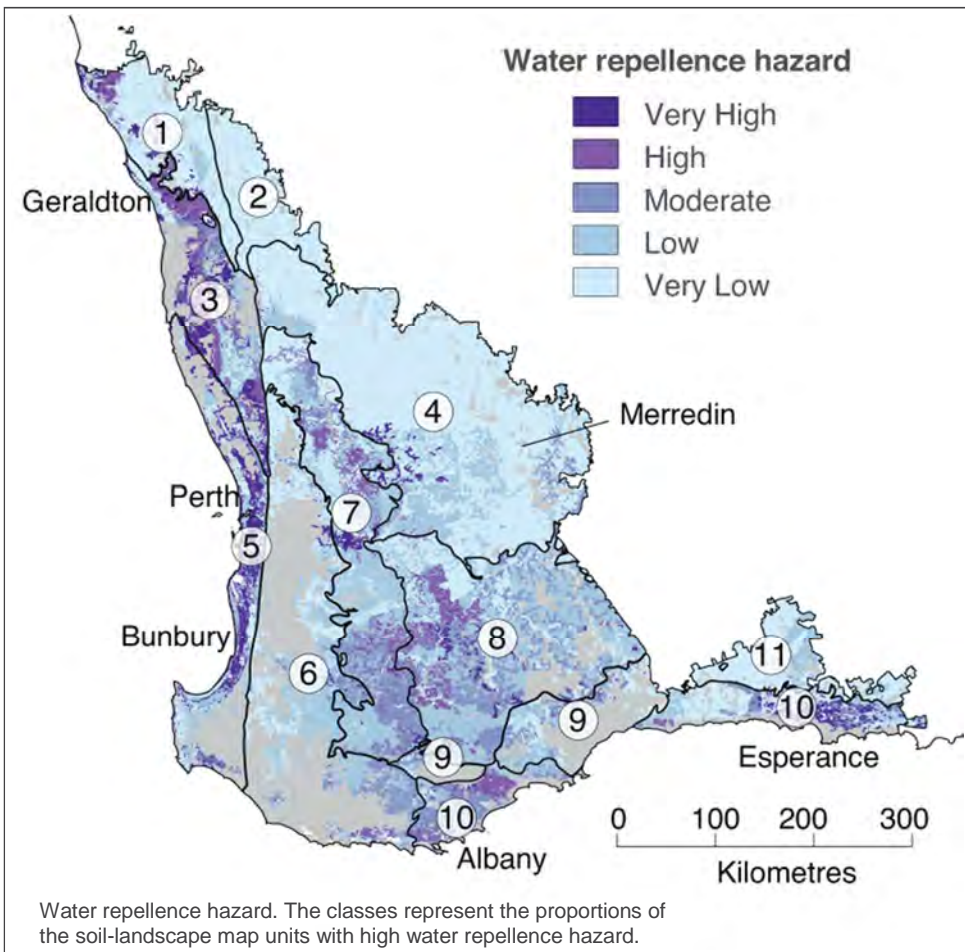 Water repellence hazard
Very High
High
Moderate
Low
Very Low
1
2
Geraldton
3
4
Merredin
Perth
7
5
Bunbury
8
6
11
9
10
9
Esperance
10
Albany
0 100 200 300
Kilometres
Water repellence hazard. The classes represent the proportions of
the soil-landscape map units with high water repellence hazard.